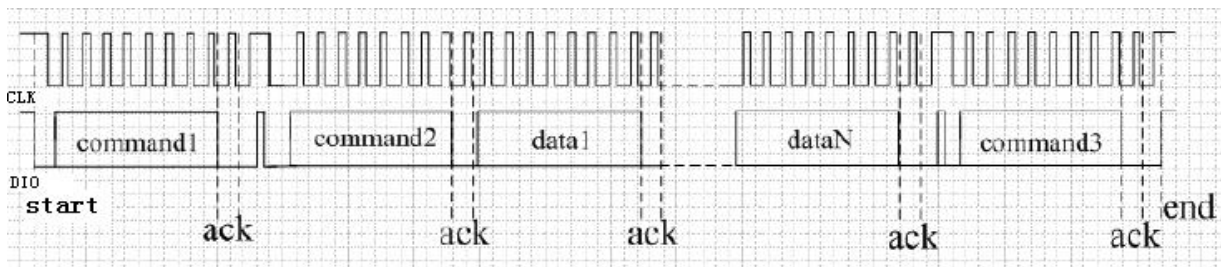 CLK
command1 command2 data1 dataN command3
DIO
start end
ack ack ack ack ack